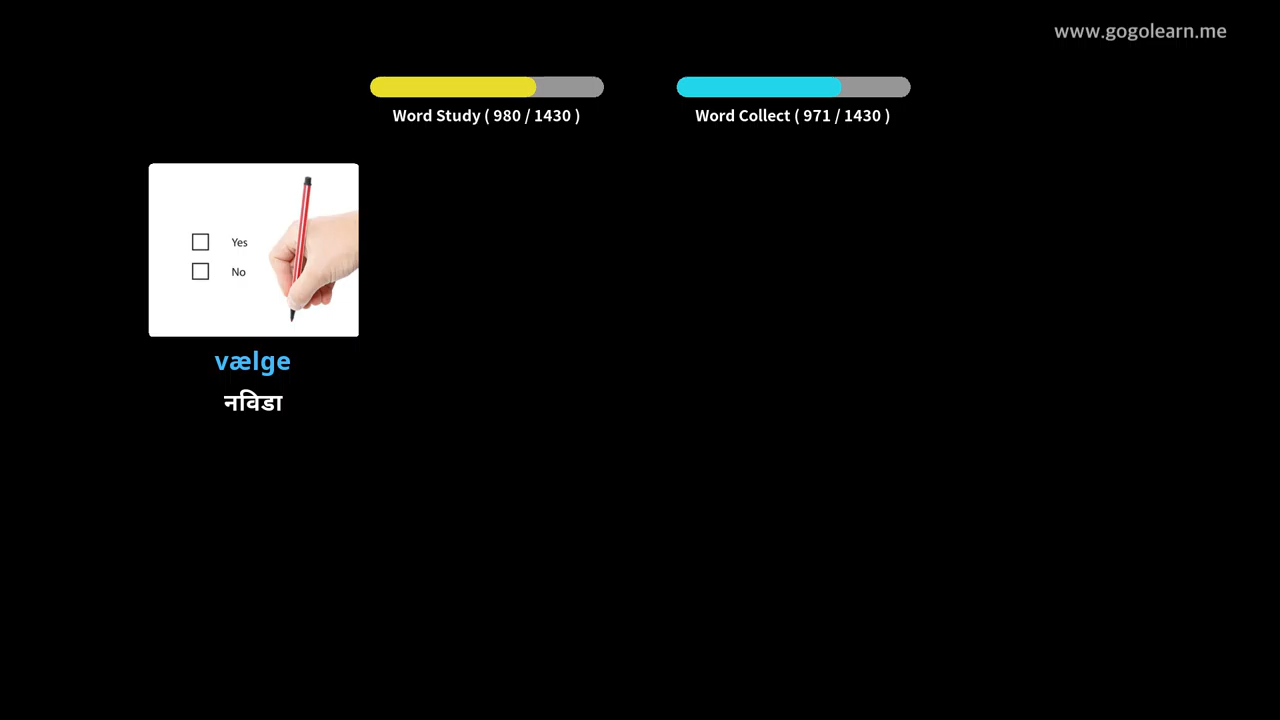 www.gogolearn.me
Word Study ( 980 / 1430 )
Word Collect ( 971 / 1430 )
Yes
No
vælge
नविडा